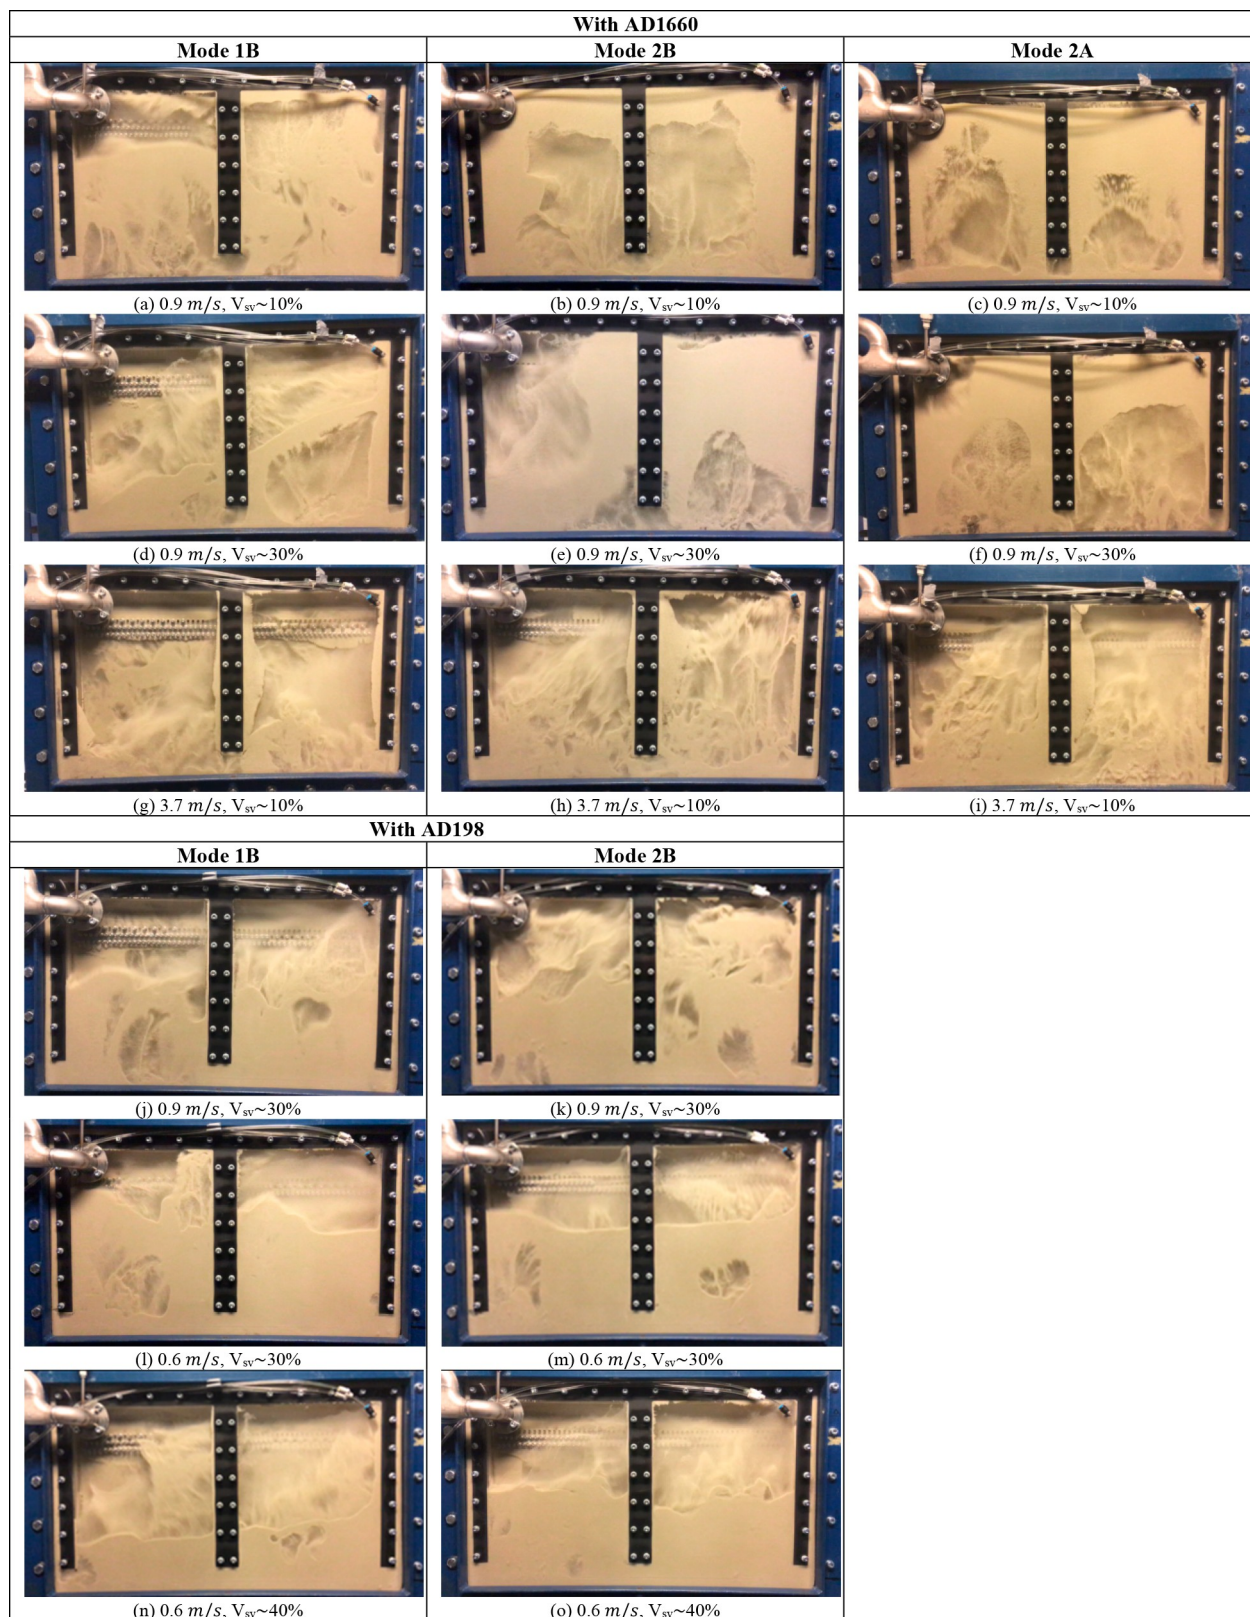 With AD1660
Mode 1B Mode 2B Mode 2A
(a) 0.9 m/s, Vsv~10% (b) 0.9 m/s, Vsv~10% (c) 0.9 m/s, Vsv~10%
(d) 0.9 m/s, Vsv~30% (e) 0.9 m/s, Vsv~30% (f) 0.9 m/s, Vsv~30%
(g) 3.7 m/s, Vsv~10% (h) 3.7 m/s, Vsv~10% (i) 3.7 m/s, Vsv~10%
With AD198
Mode 1B Mode 2B
(j) 0.9 m/s, Vsv~30% (k) 0.9 m/s, Vsv~30%
(l) 0.6 m/s, Vsv~30% (m) 0.6 m/s, Vsv~30%
(n) 0.6 m/s, Vsv~40% (o) 0.6 m/s, Vsv~40%